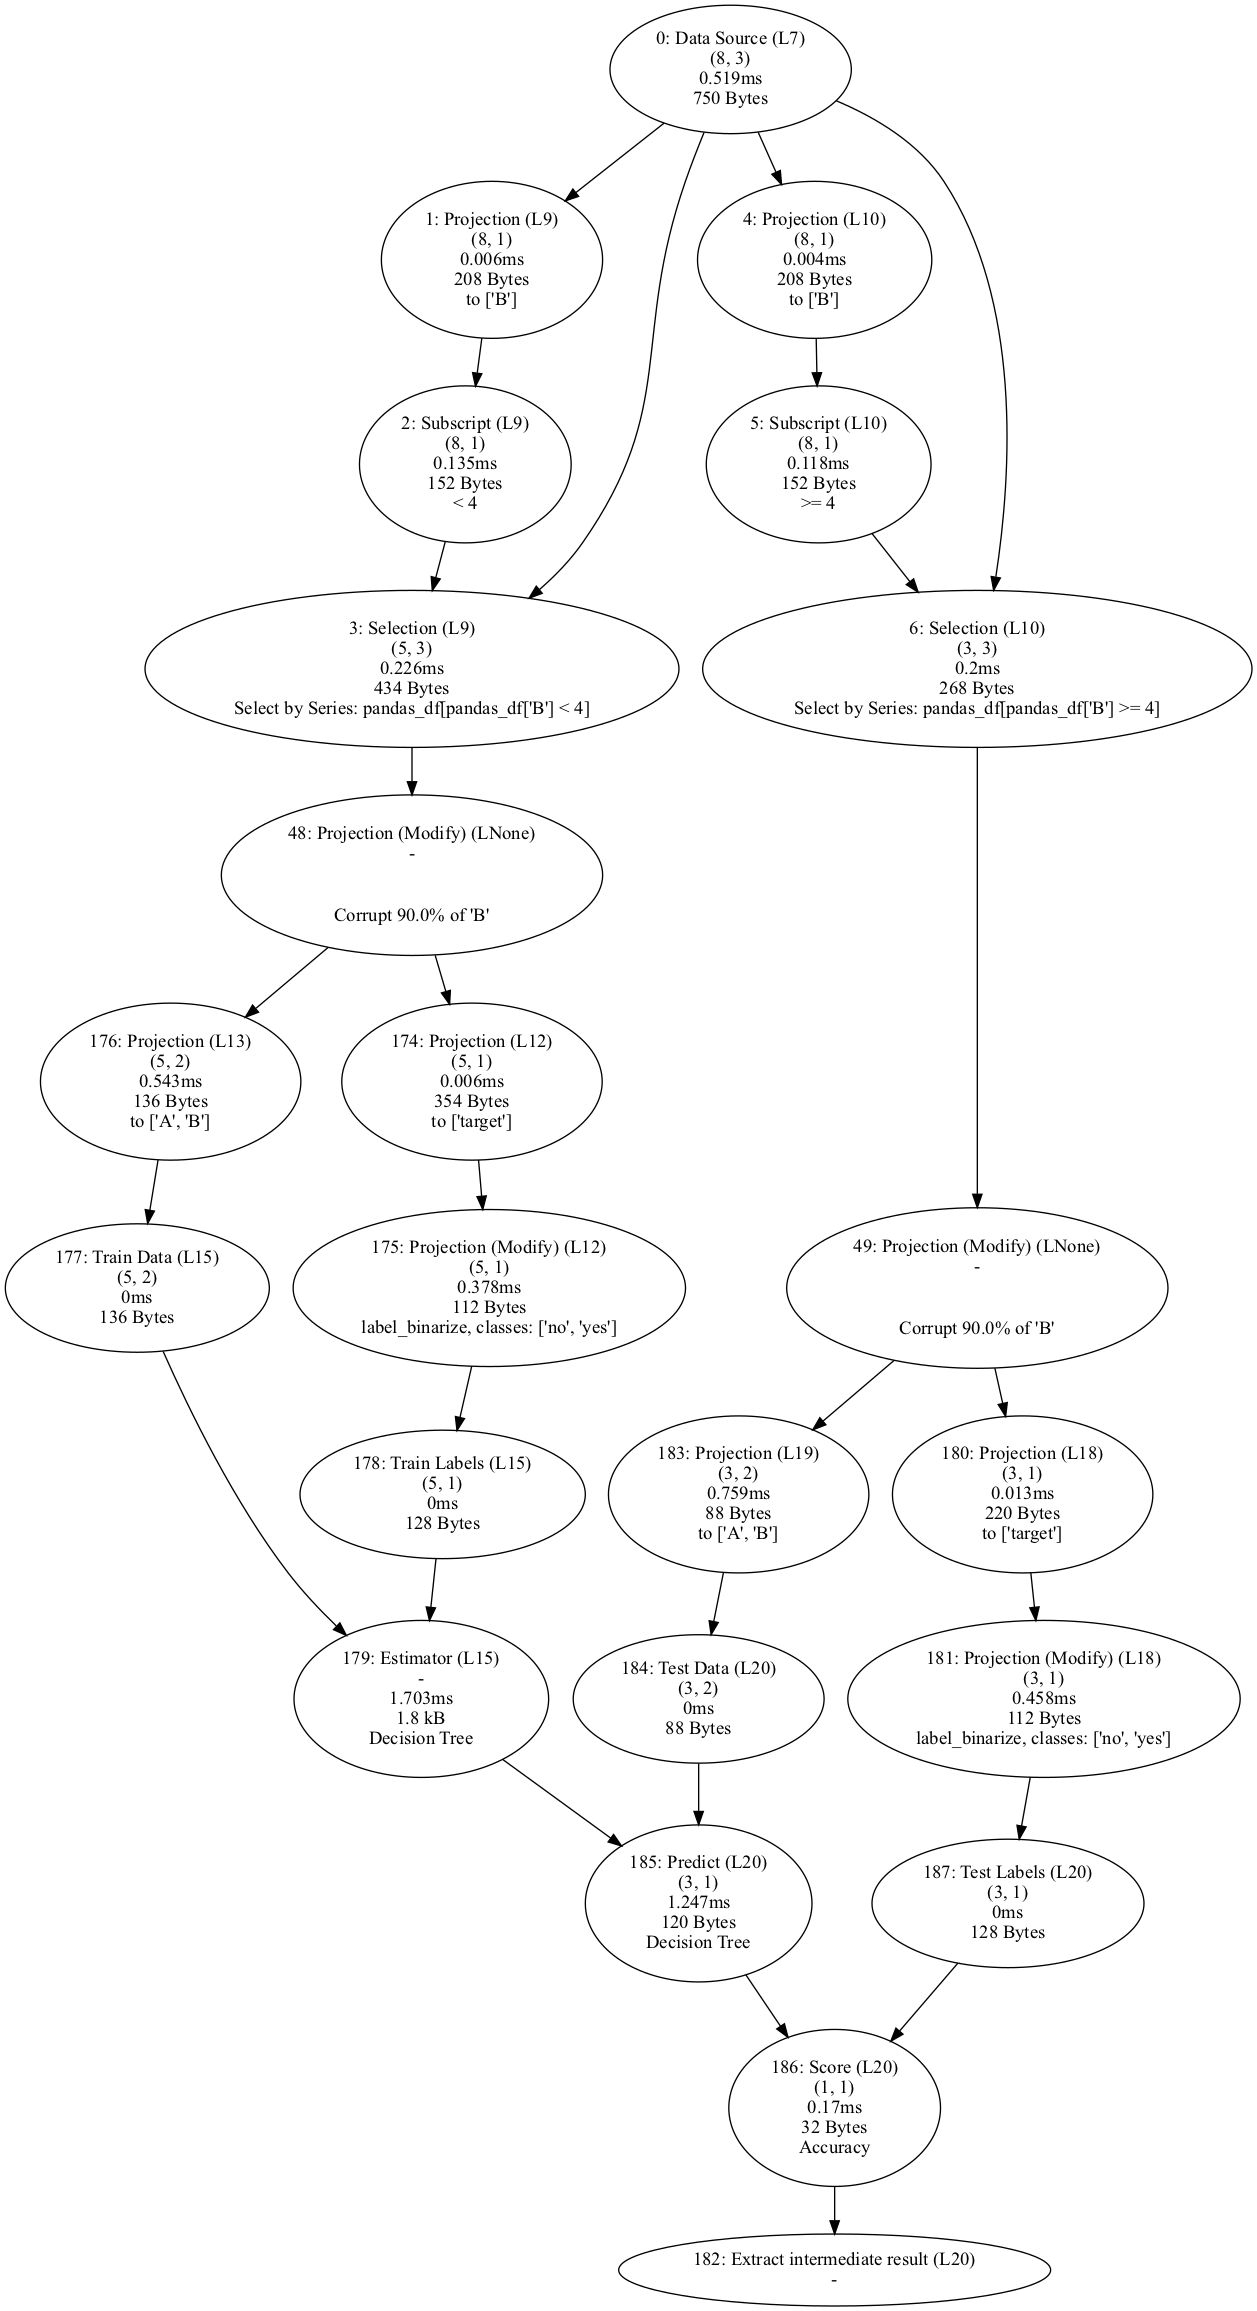 0: Data Source (L7)
(8, 3)
0.519ms
750 Bytes
1: Projection (L9)
(8, 1)
0.006ms
208 Bytes
to ['B']
4: Projection (L10)
(8, 1)
0.004ms
208 Bytes
to ['B']
2: Subscript (L9)
(8, 1)
0.135ms
152 Bytes
< 4
5: Subscript (L10)
(8, 1)
0.118ms
152 Bytes
>= 4
3: Selection (L9)
(5, 3)
0.226ms
434 Bytes
Select by Series: pandas_df[pandas_df['B'] < 4]
6: Selection (L10)
(3, 3)
0.2ms
268 Bytes
Select by Series: pandas_df[pandas_df['B'] >= 4]
48: Projection (Modify) (LNone)
-
Corrupt 90.0% of 'B'
176: Projection (L13)
(5, 2)
0.543ms
136 Bytes
to ['A', 'B']
174: Projection (L12)
(5, 1)
0.006ms
354 Bytes
to ['target']
177: Train Data (L15)
(5, 2)
0ms
136 Bytes
175: Projection (Modify) (L12)
(5, 1)
0.378ms
112 Bytes
label_binarize, classes: ['no', 'yes']
49: Projection (Modify) (LNone)
-
Corrupt 90.0% of 'B'
178: Train Labels (L15)
(5, 1)
0ms
128 Bytes
183: Projection (L19)
(3, 2)
0.759ms
88 Bytes
to ['A', 'B']
180: Projection (L18)
(3, 1)
0.013ms
220 Bytes
to ['target']
179: Estimator (L15)
-
1.703ms
1.8 kB
Decision Tree
184: Test Data (L20)
(3, 2)
0ms
88 Bytes
181: Projection (Modify) (L18)
(3, 1)
0.458ms
112 Bytes
label_binarize, classes: ['no', 'yes']
185: Predict (L20)
(3, 1)
1.247ms
120 Bytes
Decision Tree
187: Test Labels (L20)
(3, 1)
0ms
128 Bytes
186: Score (L20)
(1, 1)
0.17ms
32 Bytes
Accuracy
182: Extract intermediate result (L20)
-